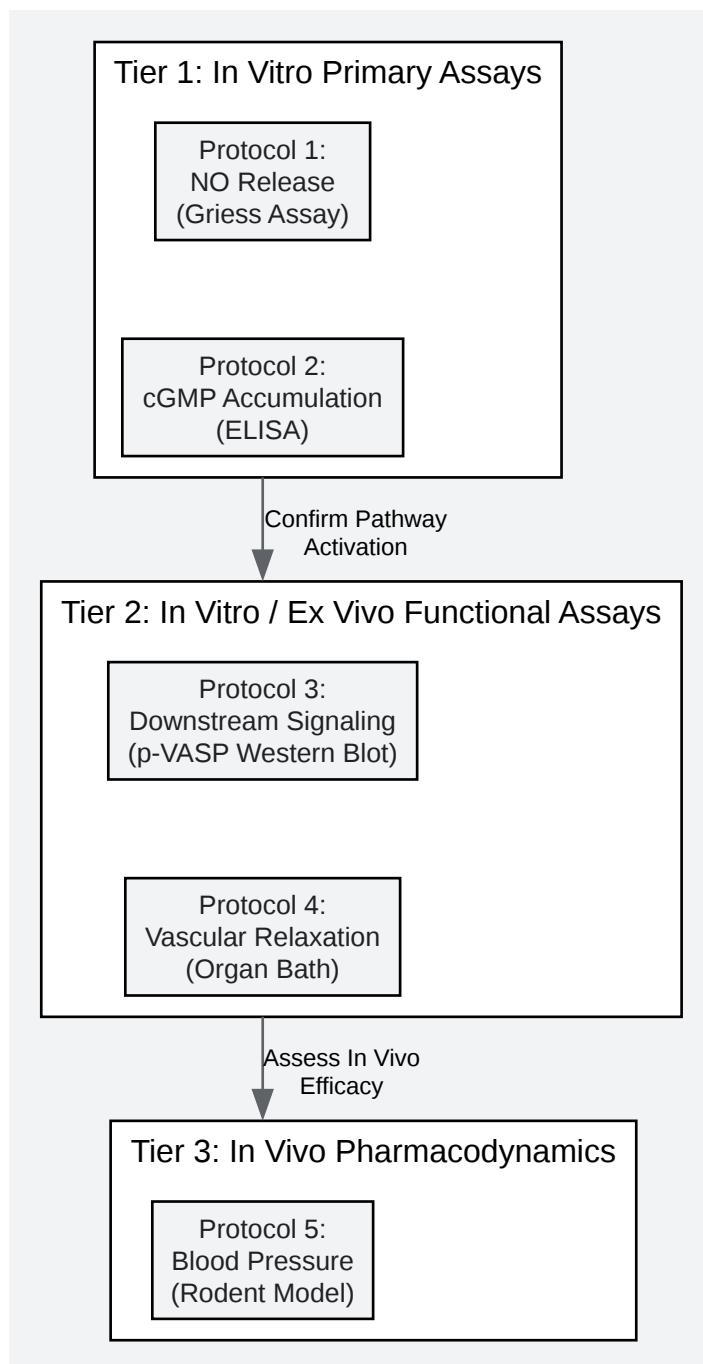 Tier 1: In Vitro Primary Assays
Protocol 1:
NO Release
(Griess Assay)
Protocol 2:
cGMP Accumulation
(ELISA)
Confirm Pathway
Activation
Tier 2: In Vitro / Ex Vivo Functional Assays
Protocol 3:
Downstream Signaling
(p-VASP Western Blot)
Protocol 4:
Vascular Relaxation
(Organ Bath)
Assess In Vivo
Efficacy
Tier 3: In Vivo Pharmacodynamics
Protocol 5:
Blood Pressure
(Rodent Model)